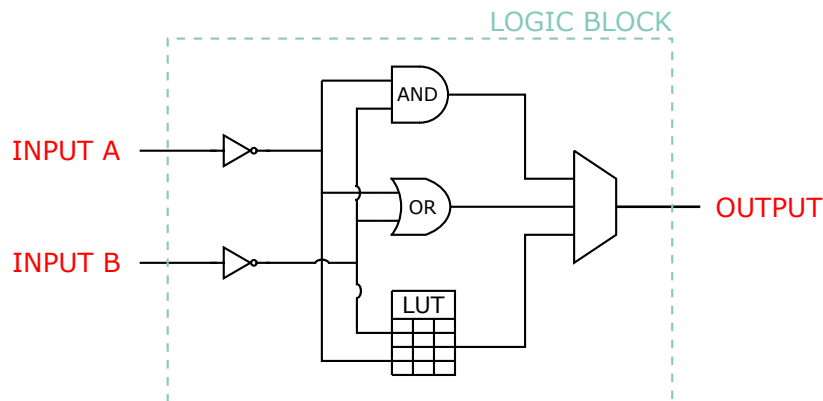 LOGIC BLOCK
AND
INPUT A
OR
OUTPUT
INPUT B
LUT